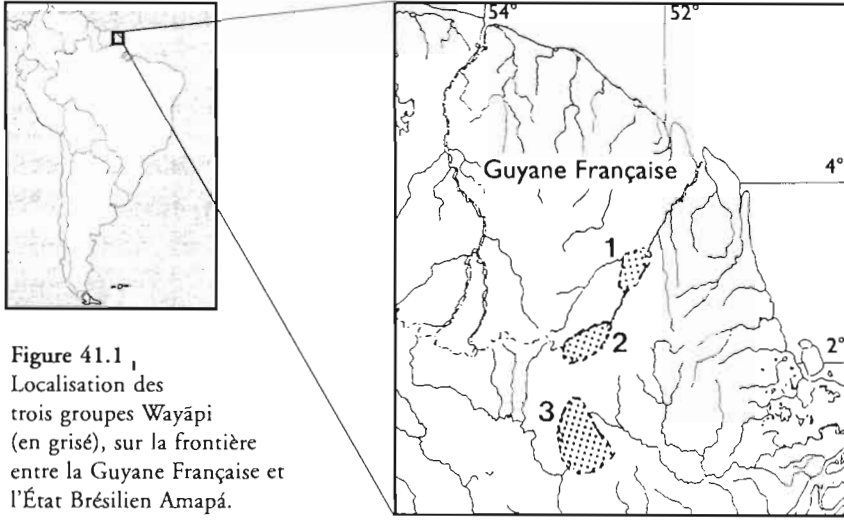 54°
52°
Guyane Française
4°
1
2
2°
3
Figure 41.1
Localisation des
trois groupes Wayãpi
(en grisé), sur la frontière
entre la Guyane Française et
l'État Brésilien Amapá.